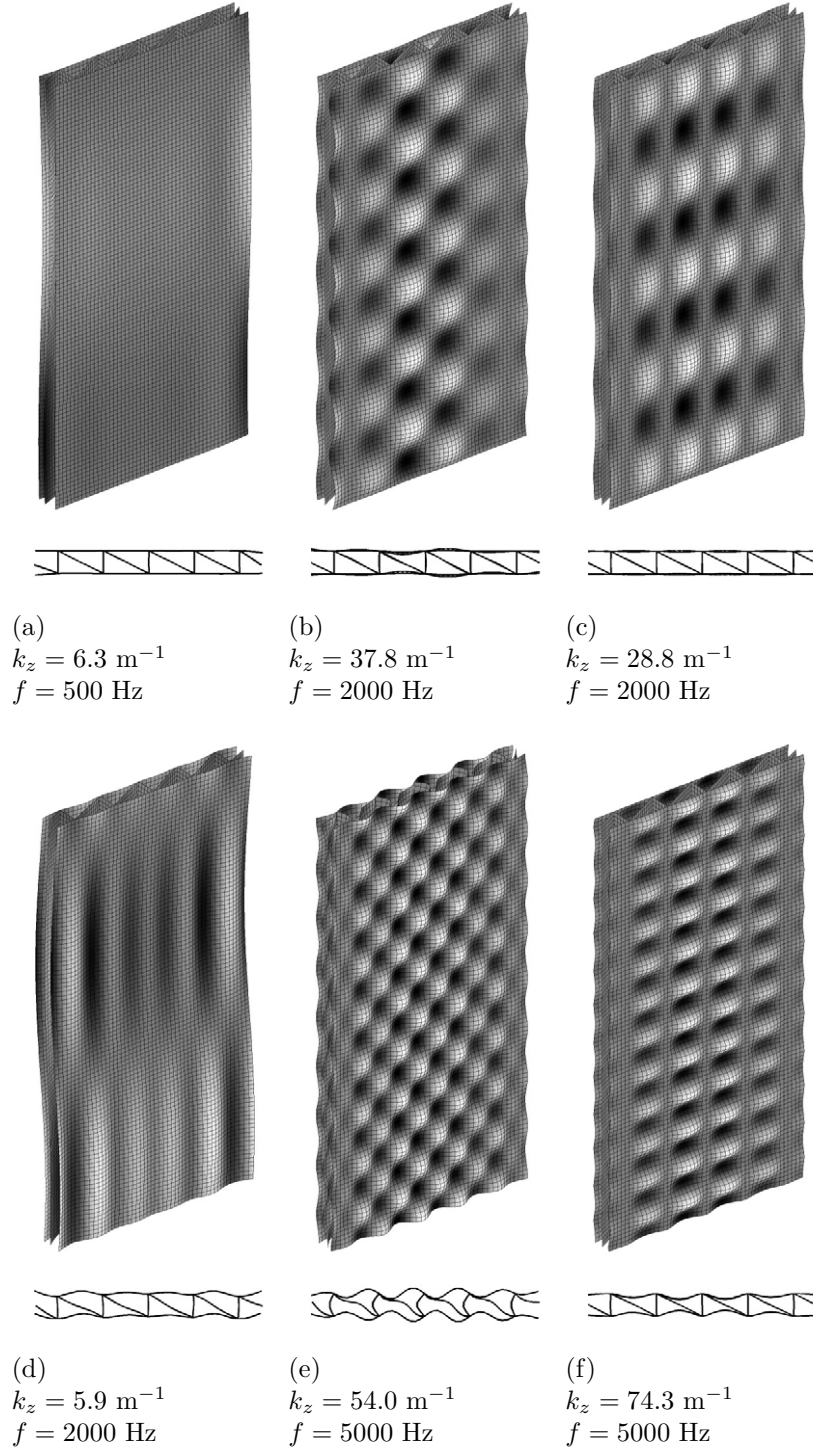 (a)
k_z = 6.3 m⁻¹
f = 500 Hz
(b)
k_z = 37.8 m⁻¹
f = 2000 Hz
(c)
k_z = 28.8 m⁻¹
f = 2000 Hz
(d)
k_z = 5.9 m⁻¹
f = 2000 Hz
(e)
k_z = 54.0 m⁻¹
f = 5000 Hz
(f)
k_z = 74.3 m⁻¹
f = 5000 Hz